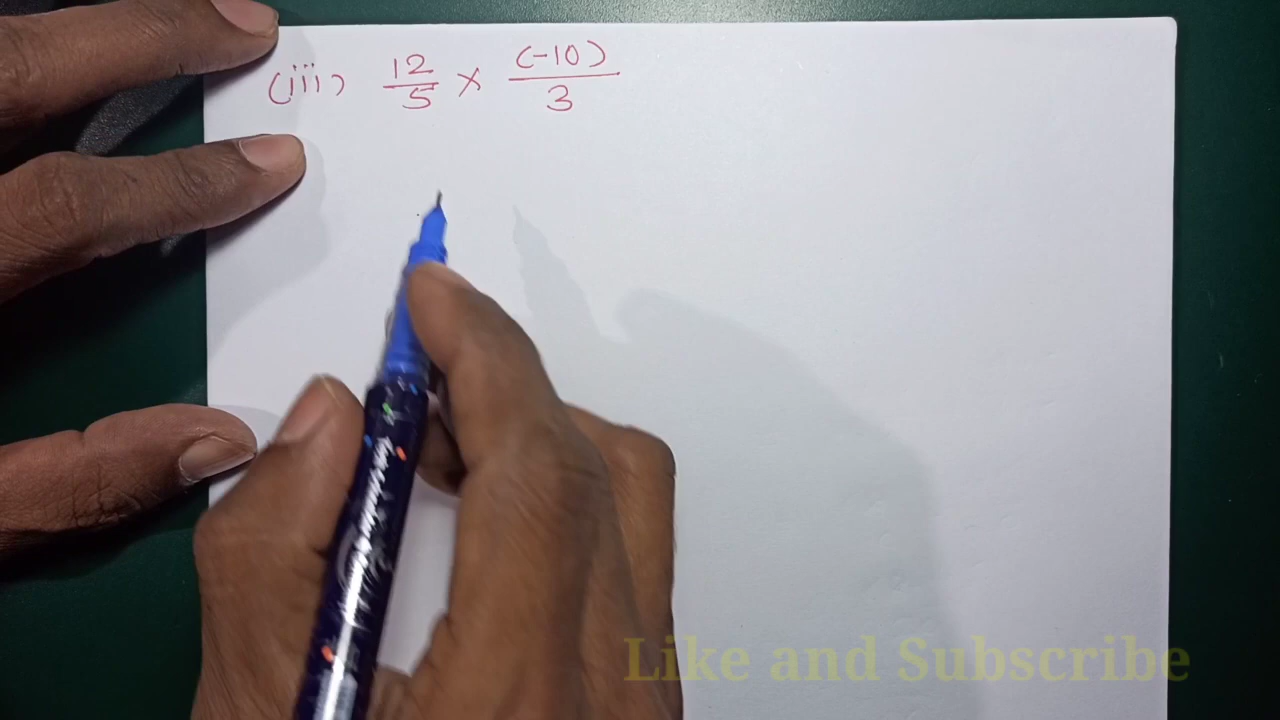 (iii) 12/5 × (-10)/3
Like and Subscribe